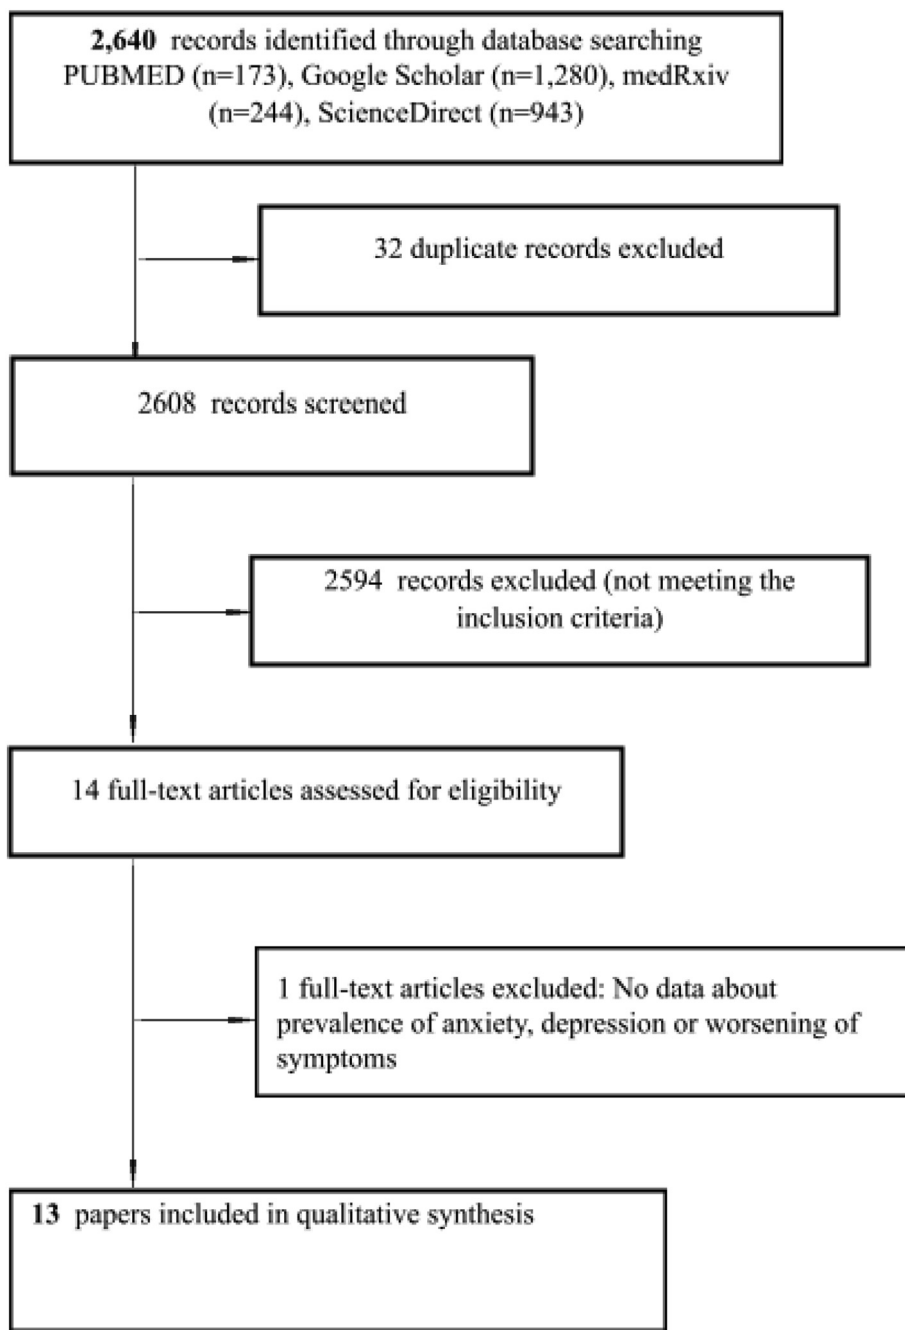 2,640 records identified through database searching
PUBMED (n=173), Google Scholar (n=1,280), medRxiv
(n=244), ScienceDirect (n=943)
32 duplicate records excluded
2608 records screened
2594 records excluded (not meeting the
inclusion criteria)
14 full-text articles assessed for eligibility
1 full-text articles excluded: No data about
prevalence of anxiety, depression or worsening of
symptoms
13 papers included in qualitative synthesis